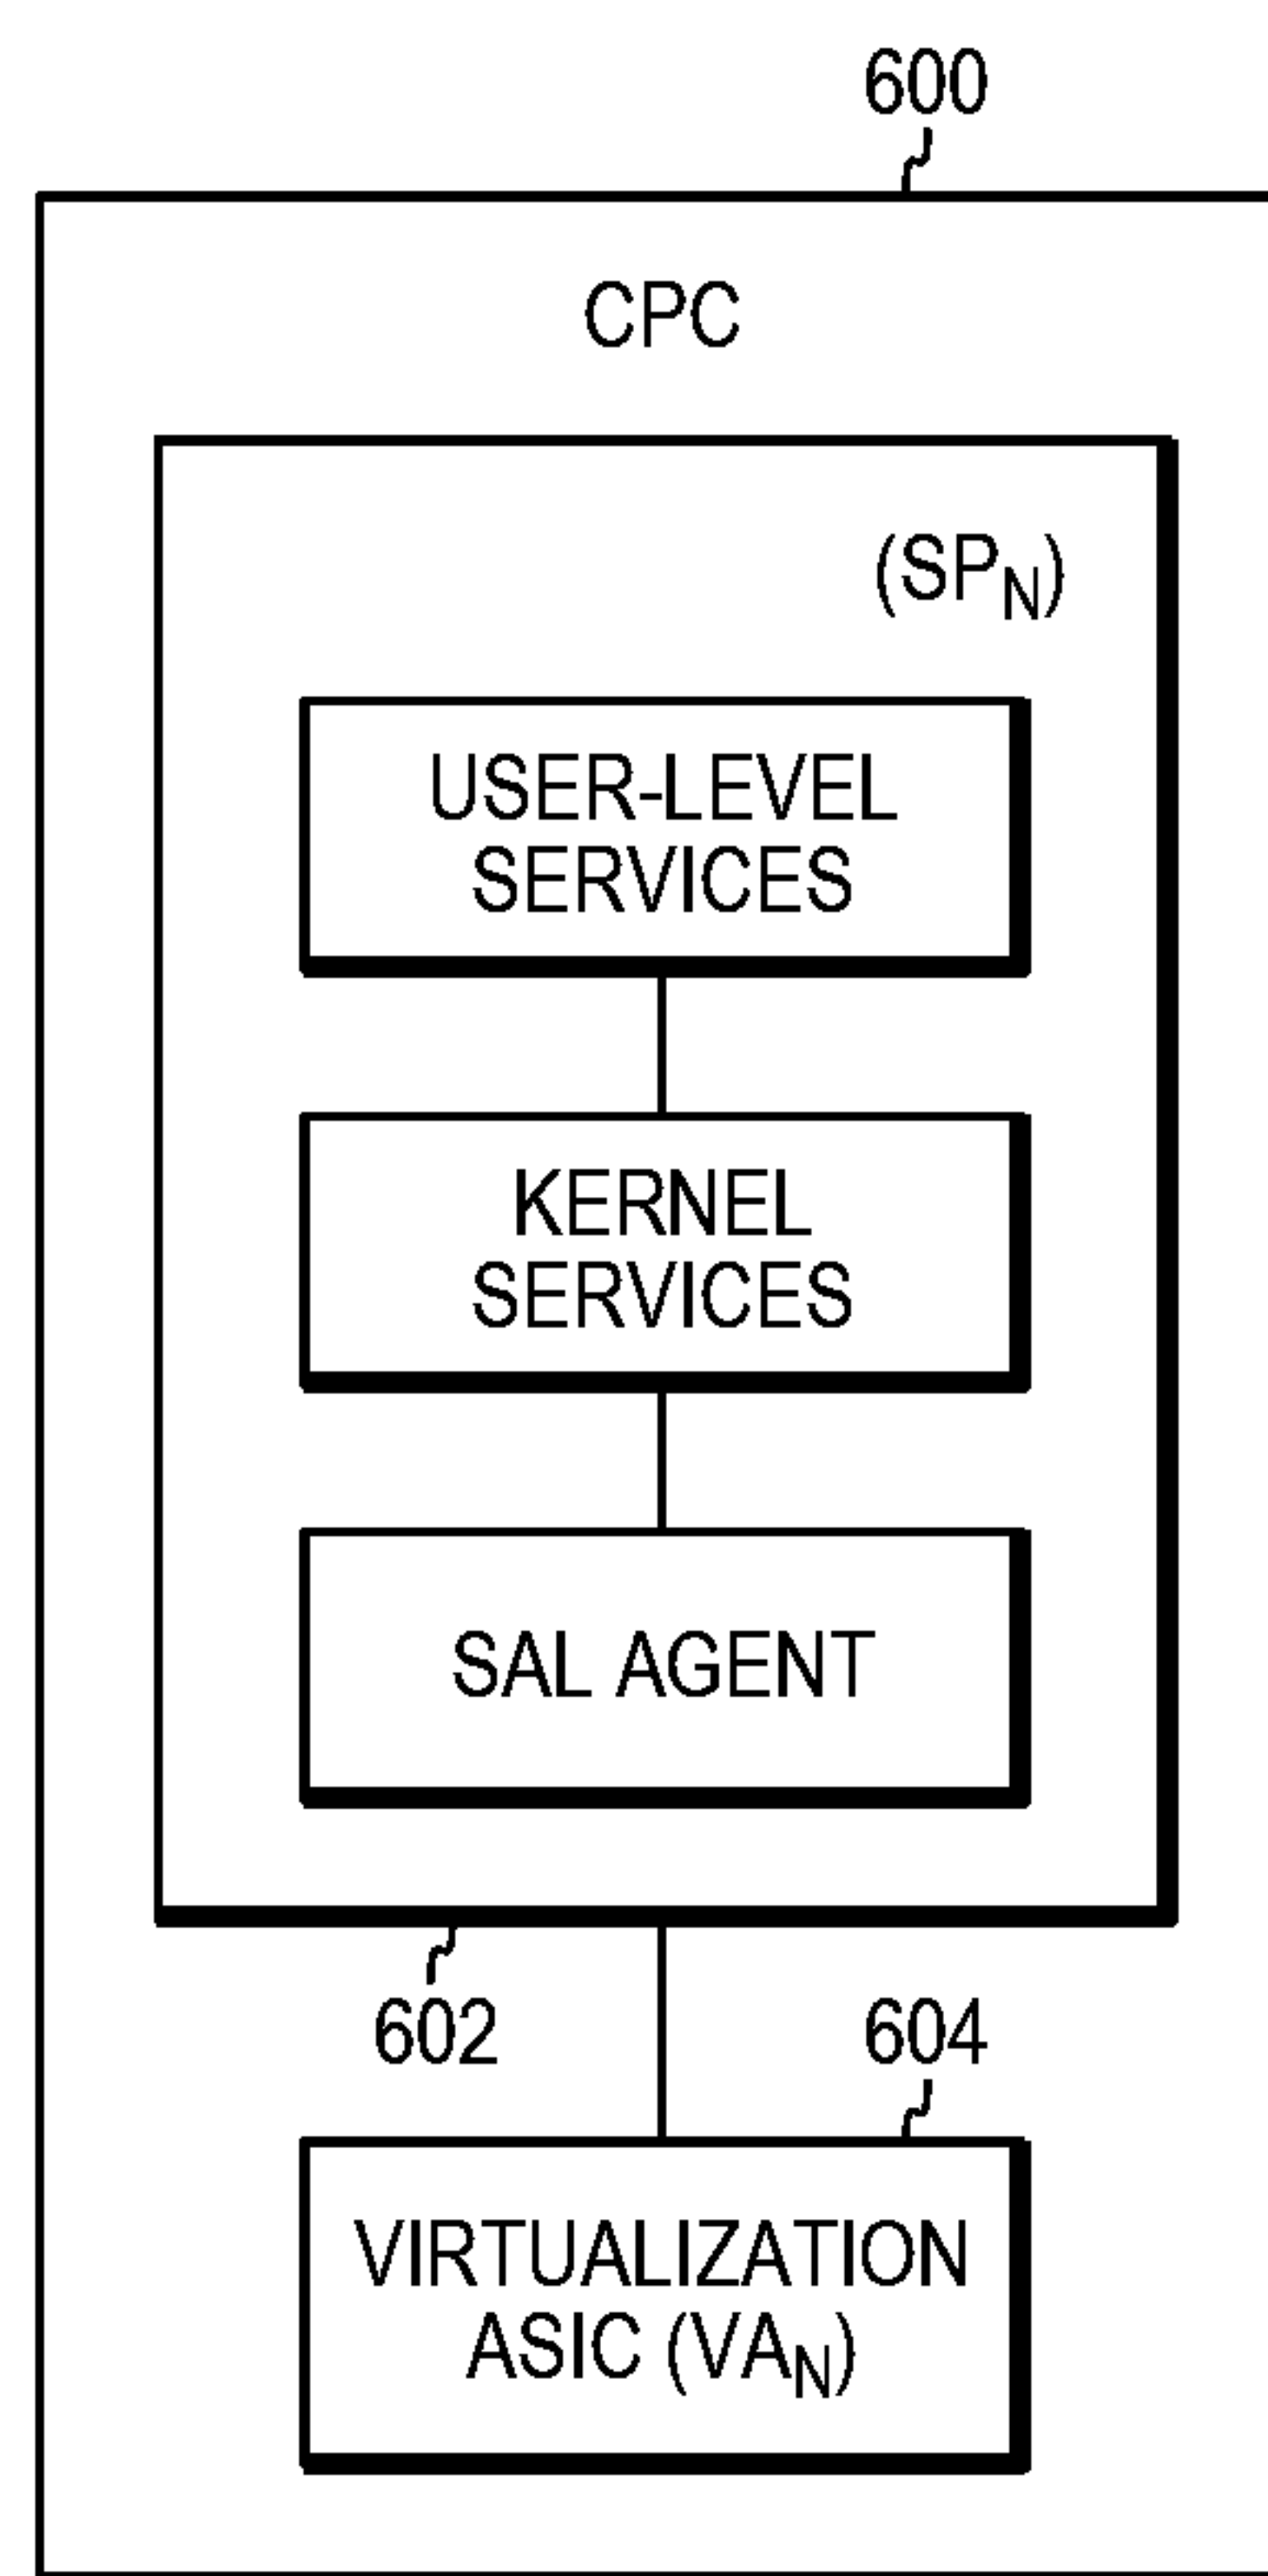 600
CPC
(SPN)
USER-LEVEL
SERVICES
KERNEL
SERVICES
SAL AGENT
602
604
VIRTUALIZATION
ASIC (VAN)